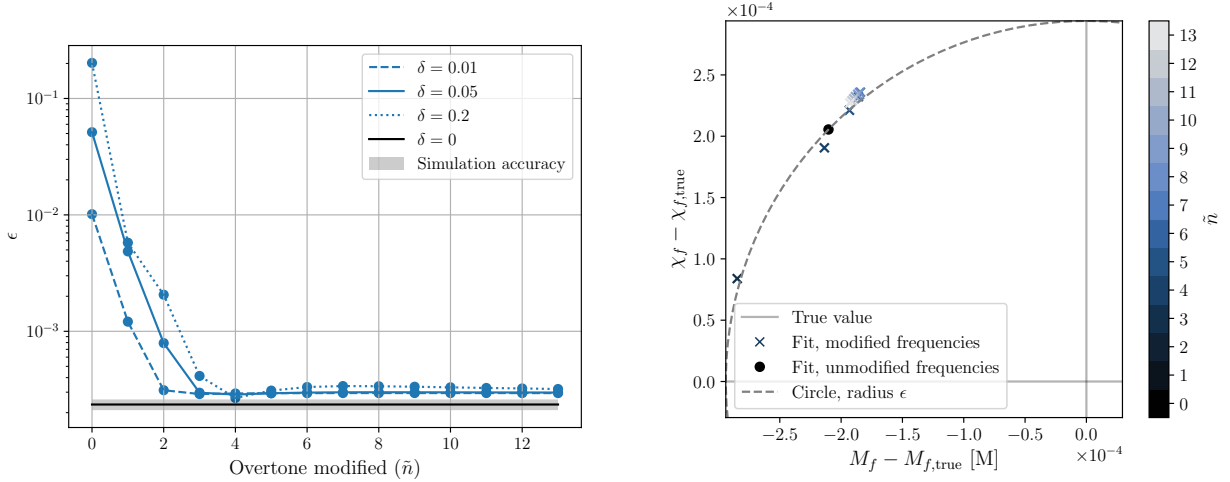 10⁻¹
10⁻²
10⁻³
ϵ
0 2 4 6 8 10 12
Overtone modified (ñ)
δ = 0.01
δ = 0.05
δ = 0.2
δ = 0
Simulation accuracy
×10⁻⁴
2.5
2.0
1.5
1.0
0.5
0.0
χ_f − χ_{f,true}
−2.5 −2.0 −1.5 −1.0 −0.5 0.0
×10⁻⁴
M_f − M_{f,true} [M]
True value
Fit, modified frequencies
Fit, unmodified frequencies
Circle, radius ϵ
13
12
11
10
9
8
7
6
5
4
3
2
1
0
ñ